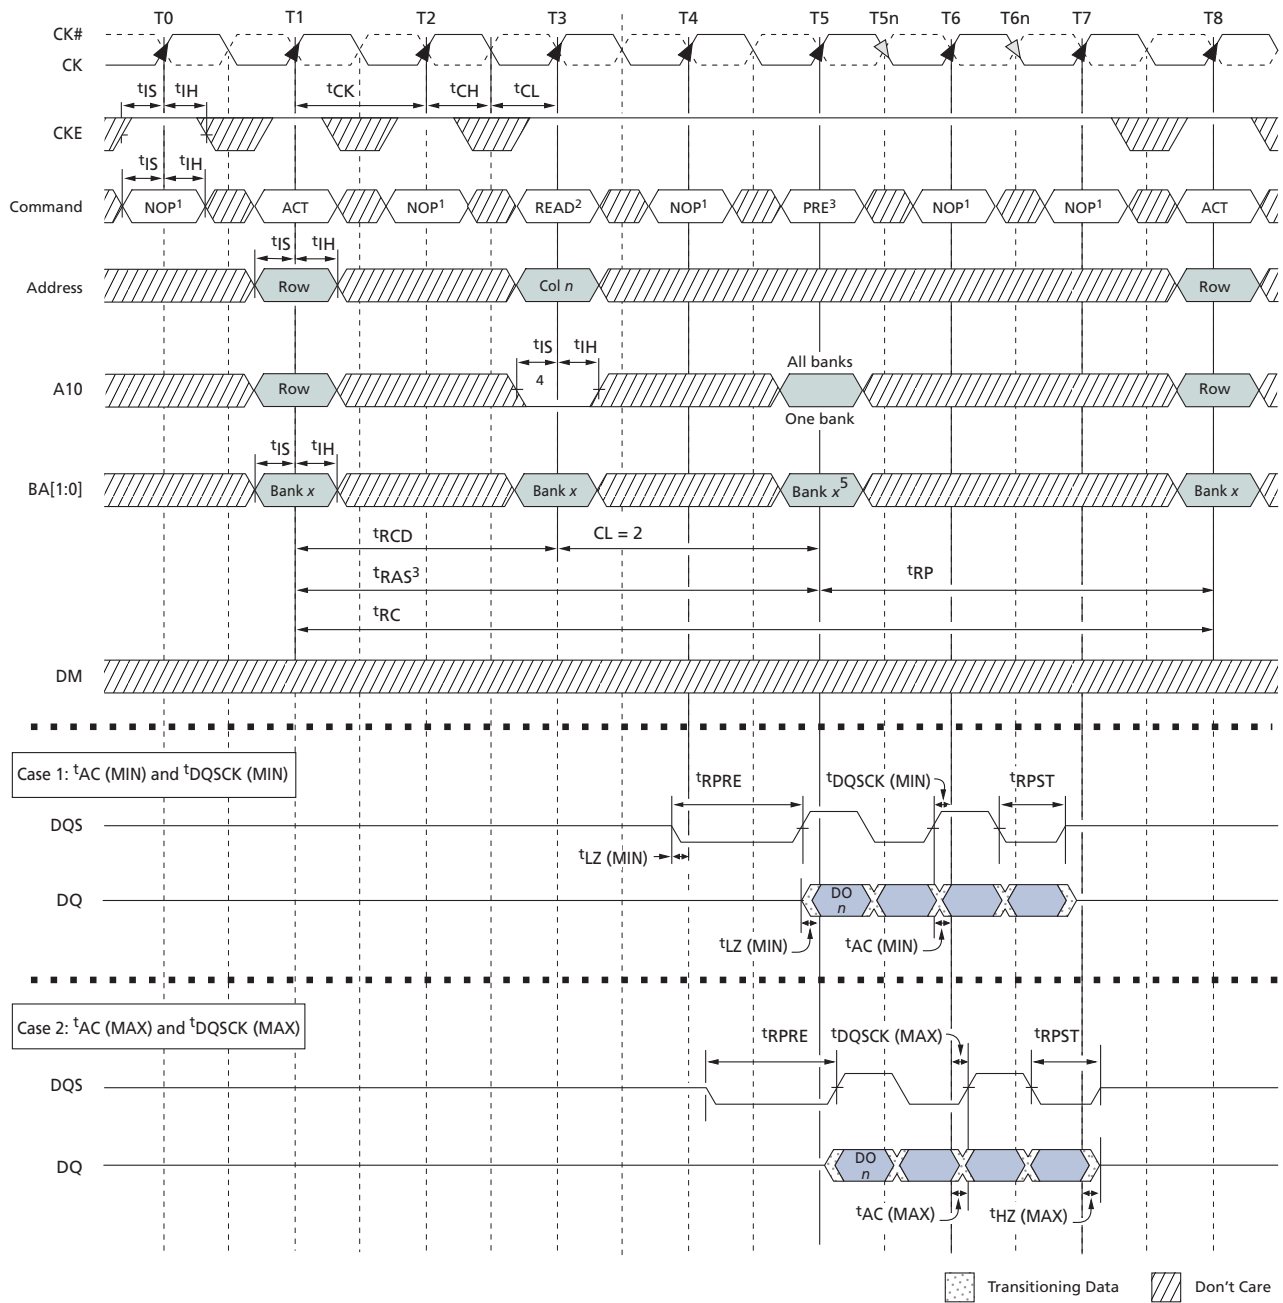 T0 T1 T2 T3 T4 T5 T5n T6 T6n T7 T8
CK#
CK
tIS tIH tCK tCH tCL
CKE
tIS tIH
Command NOP1 ACT NOP1 READ2 NOP1 PRE3 NOP1 NOP1 ACT
tIS tIH
Address Row Col n Row
tIS tIH All banks
4
A10 Row Row
One bank
tIS tIH
BA[1:0] Bank x Bank x Bank x5 Bank x
tRCD CL = 2
tRAS3 tRP
tRC
DM
Case 1: tAC (MIN) and tDQSCK (MIN)
tRPRE tDQSCK (MIN) tRPST
DQS
tLZ (MIN)
DQ DO
n
tLZ (MIN) tAC (MIN)
Case 2: tAC (MAX) and tDQSCK (MAX)
tRPRE tDQSCK (MAX) tRPST
DQS
DQ DO
n
tAC (MAX) tHZ (MAX)
Transitioning Data Don't Care